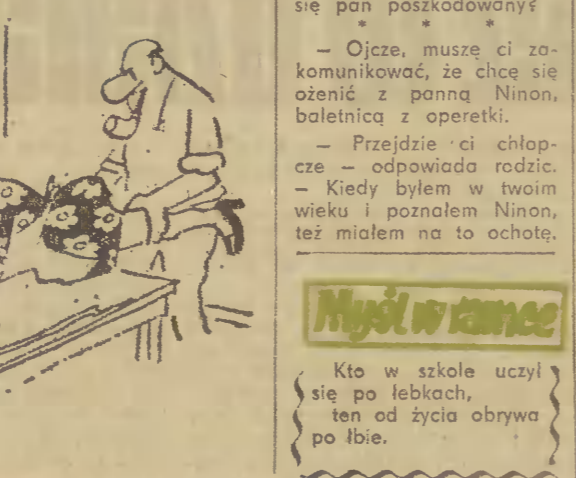 się pan poszkodowany?
* * *
— Ojcze, muszę ci za-
komunikować, że chcę się
ożenić z panną Ninon,
baletnicą z operetki.
— Przejdzie ci chłop-
cze — odpowiada rodzic.
— Kiedy byłem w twoim
wieku i poznałem Ninon,
też miałem na to ochotę.
Myśl w ramce
Kto w szkole uczył
się po łebkach,
ten od życia obrywa
po łbie.